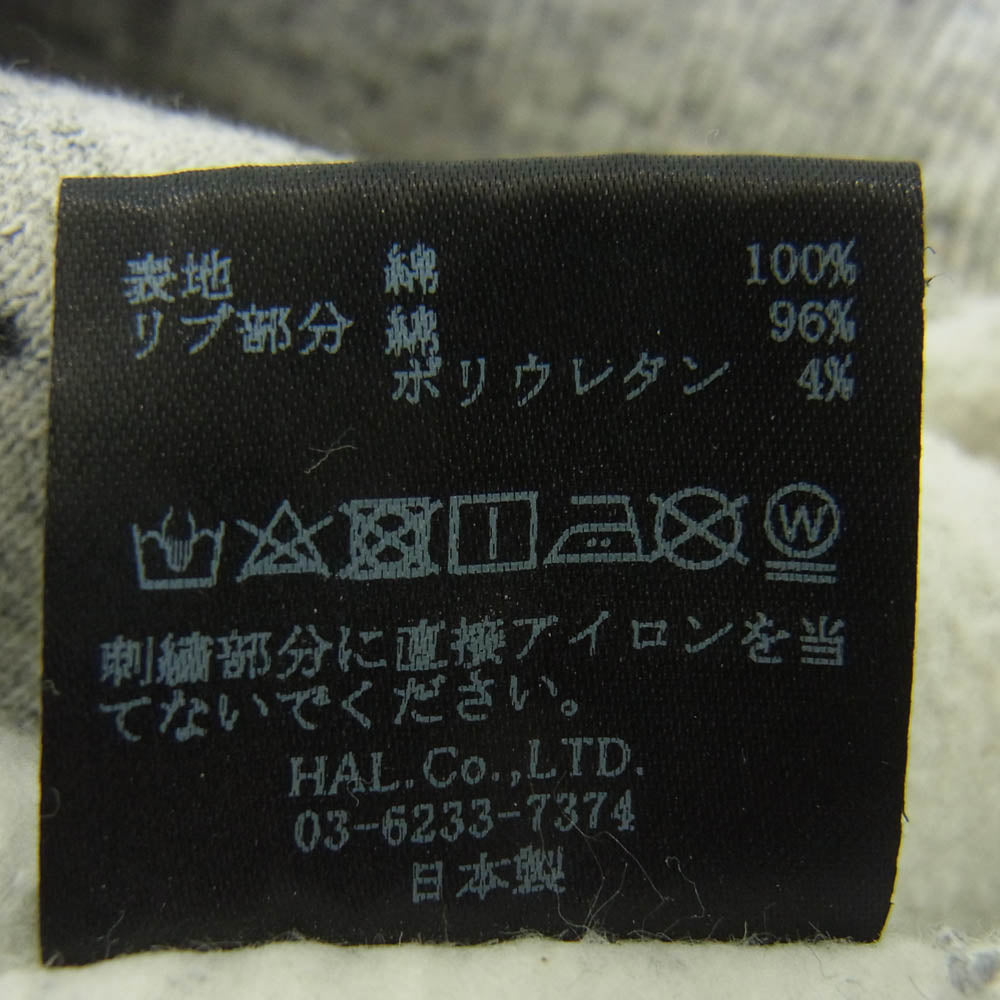 表地 綿 100%
リブ部分 綿 96%
ポリウレタン 4%
W
刺繍部分に直接アイロンを当
てないでください。
HAL.Co.,LTD.
03-6233-7374
日本製